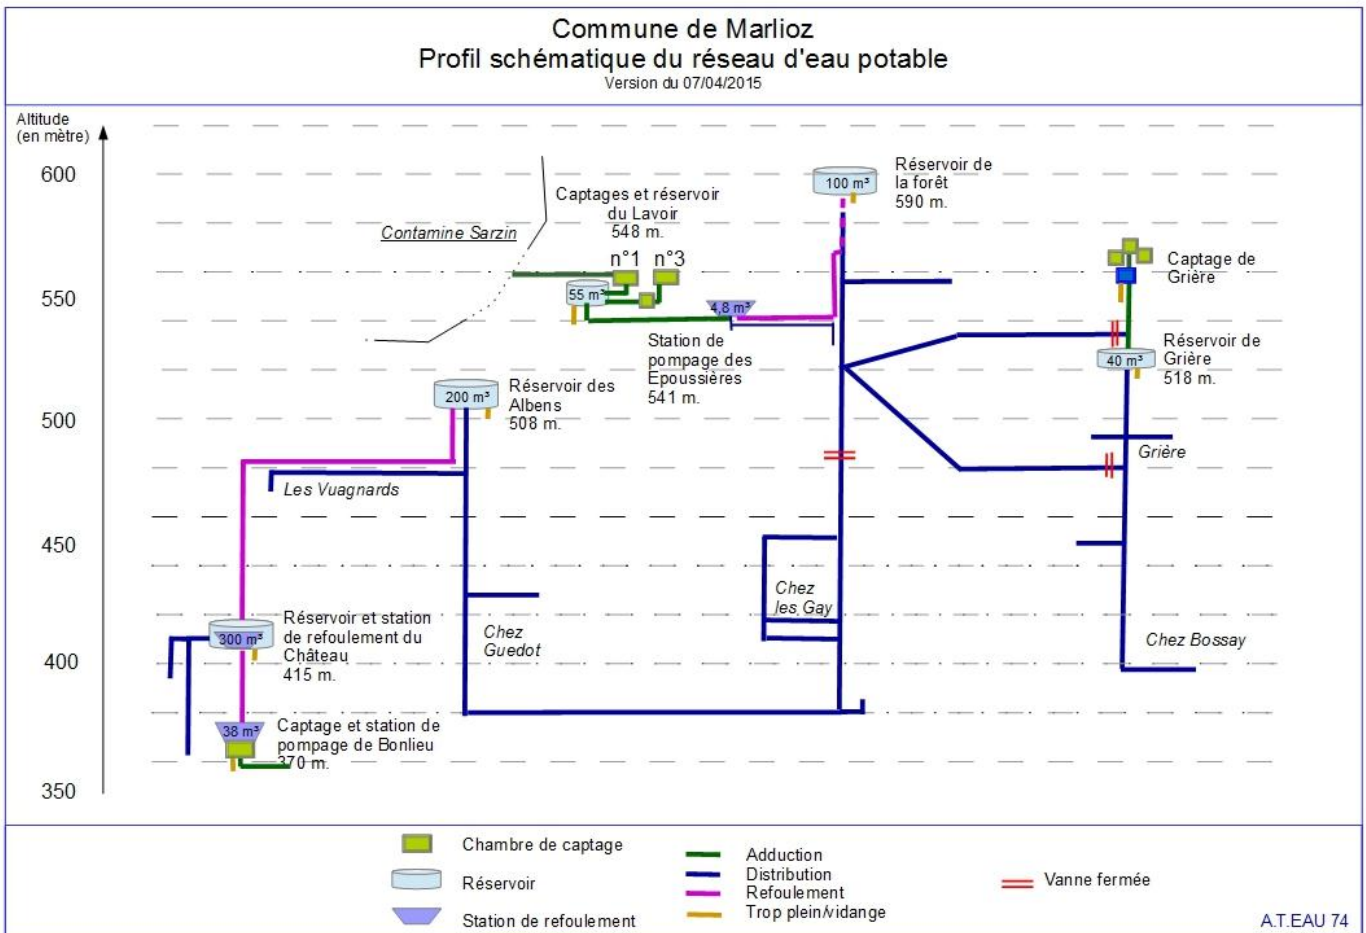 Commune de Marlioz
Profil schématique du réseau d'eau potable
Version du 07/04/2015
Altitude
(en mètre)
600
550
500
450
400
350
Contamine Sarzin
Captages et réservoir
du Lavoir
548 m.
n°1 n°3
55 m³
4,8 m³
Station de
pompage des
Epoussières
541 m.
100 m³
Réservoir de
la forêt
590 m.
Captage de
Grière
40 m³
Réservoir de
Grière
518 m.
200 m³
Réservoir des
Albens
508 m.
Grière
Les Vuagnards
Chez
les Gay
Chez
Guedot
Chez Bossay
300 m³
Réservoir et station
de refoulement du
Château
415 m.
38 m³
Captage et station de
pompage de Bonlieu
370 m.
Chambre de captage
Réservoir
Station de refoulement
Adduction
Distribution
Refoulement
Trop plein/vidange
Vanne fermée
A.T.EAU 74